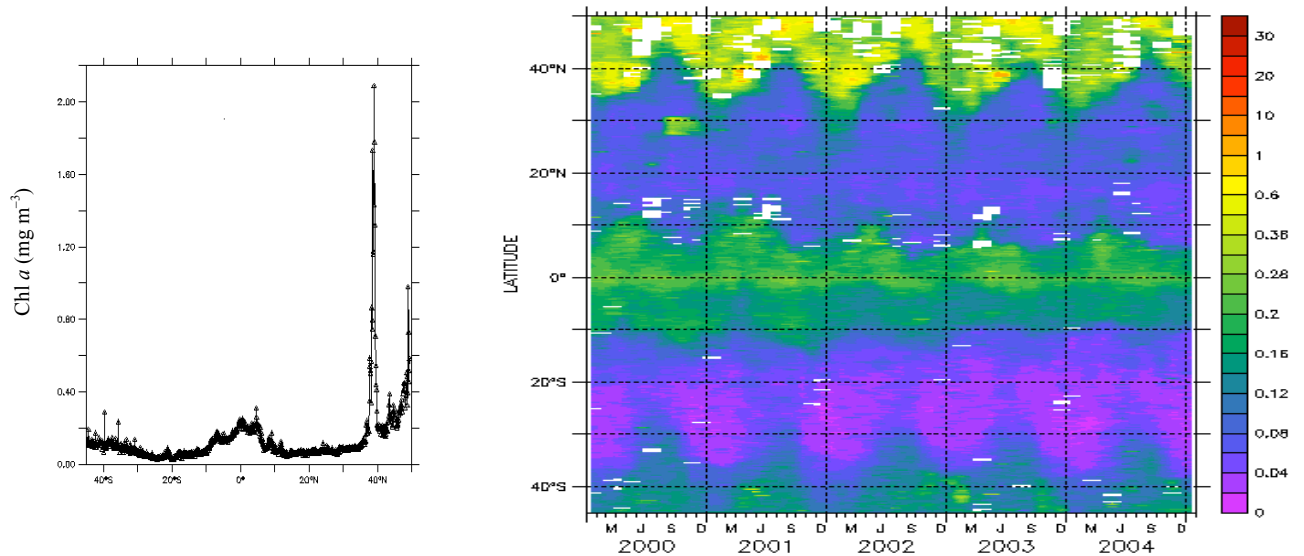 Chl a (mg m⁻³)
2.00
1.60
1.20
0.80
0.40
0.00
40°S 20°S 0° 20°N 40°N
LATITUDE
40°N
20°N
0°
20°S
40°S
M J S D M J S D M J S D M J S D M J S D
2000 2001 2002 2003 2004
30
20
10
1
0.6
0.36
0.28
0.2
0.16
0.12
0.08
0.04
0